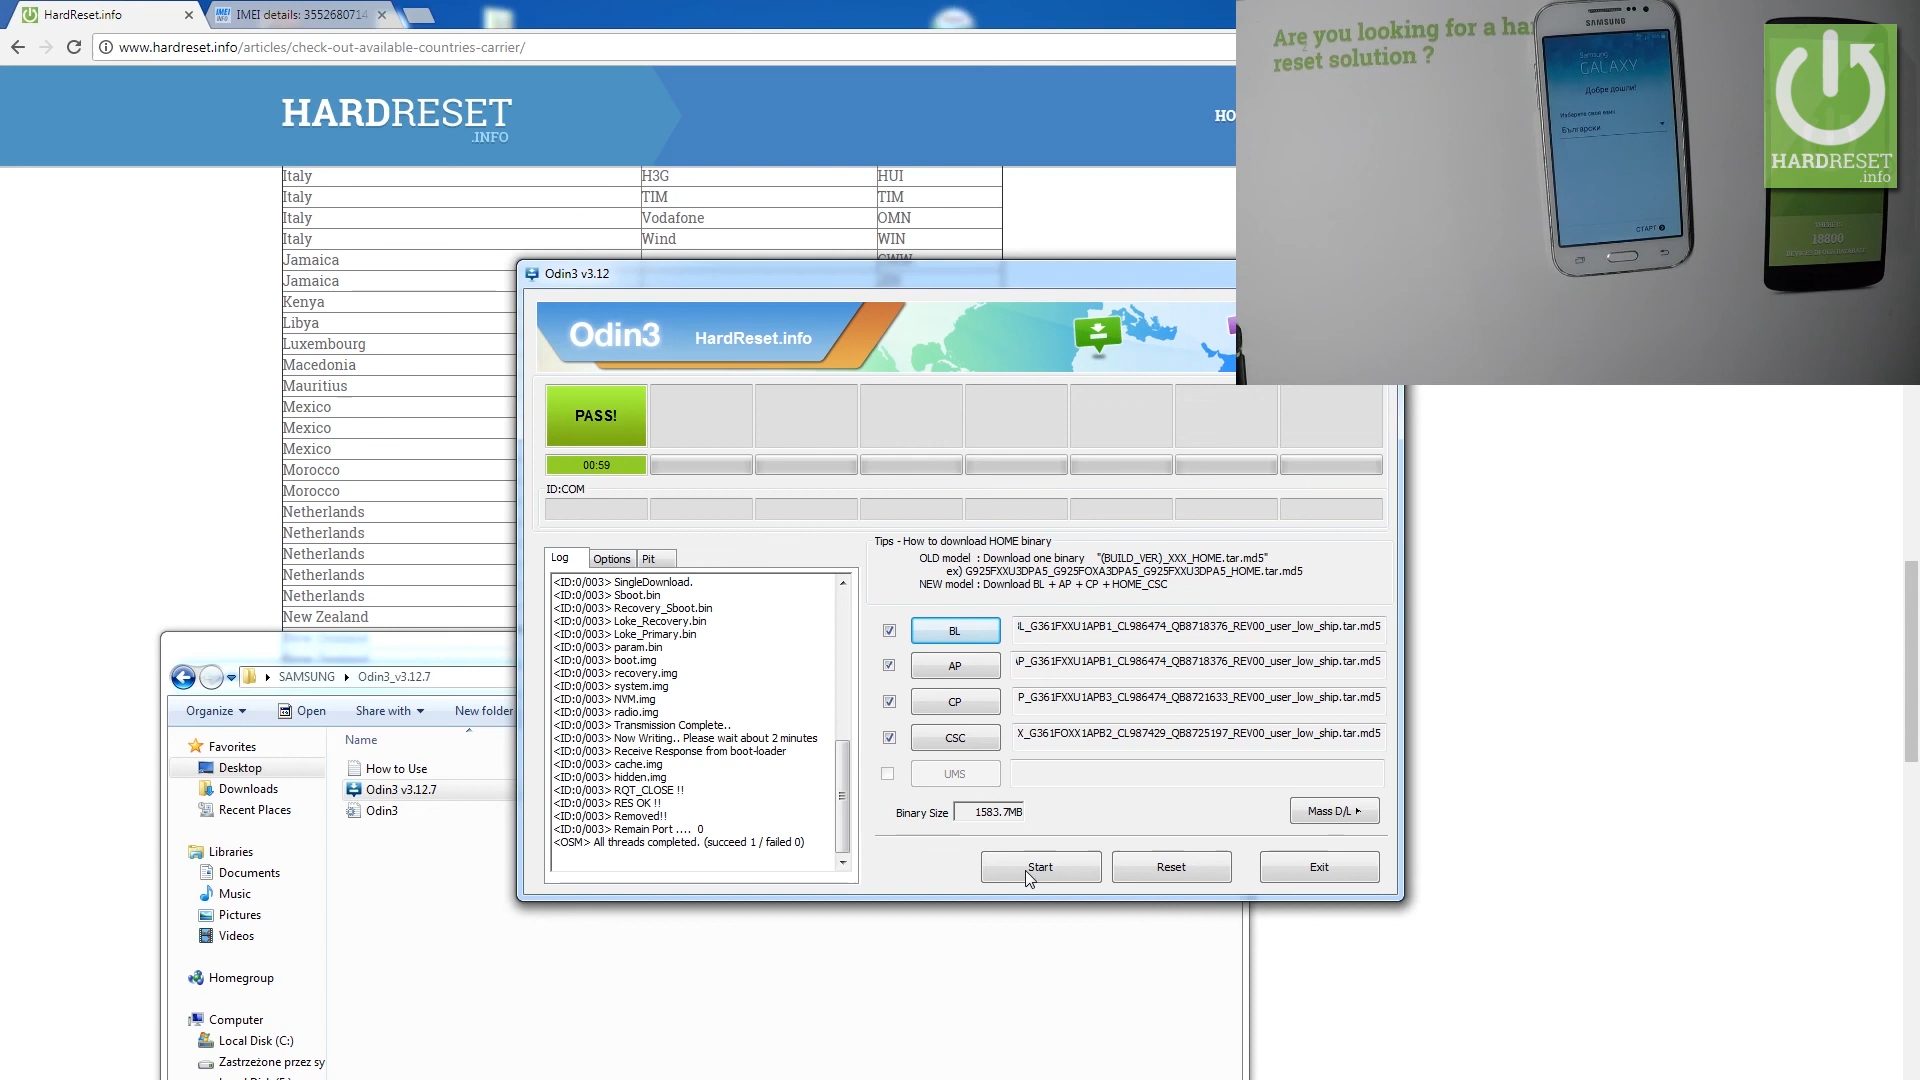 HardReset.info
IMEI details: 3552680714
www.hardreset.info/articles/check-out-available-countries-carrier/
HARDRESET
.INFO
HO
Italy H3G HUI
Italy TIM TIM
Italy Vodafone OMN
Italy Wind WIN
Jamaica CWW
Jamaica
Kenya
Libya
Luxembourg
Macedonia
Mauritius
Mexico
Mexico
Mexico
Morocco
Morocco
Netherlands
Netherlands
Netherlands
Netherlands
Netherlands
New Zealand
Are you looking for a har
reset solution ?
SAMSUNG
Samsung
GALAXY
Добре дошли!
Изберете своя език
Български
СТАРТ
HARDRESET
.info
18800
Odin3 v3.12
Odin3 HardReset.info
PASS!
00:59
ID:COM
Log Options Pit
<ID:0/003> SingleDownload.
<ID:0/003> Sboot.bin
<ID:0/003> Recovery_Sboot.bin
<ID:0/003> Loke_Recovery.bin
<ID:0/003> Loke_Primary.bin
<ID:0/003> param.bin
<ID:0/003> boot.img
<ID:0/003> recovery.img
<ID:0/003> system.img
<ID:0/003> NVM.img
<ID:0/003> radio.img
<ID:0/003> Transmission Complete..
<ID:0/003> Now Writing.. Please wait about 2 minutes
<ID:0/003> Receive Response from boot-loader
<ID:0/003> cache.img
<ID:0/003> hidden.img
<ID:0/003> RQT_CLOSE !!
<ID:0/003> RES OK !!
<ID:0/003> Removed!!
<ID:0/003> Remain Port .... 0
<OSM> All threads completed. (succeed 1 / failed 0)
Tips - How to download HOME binary
OLD model : Download one binary "(BUILD_VER)_XXX_HOME.tar.md5"
ex) G925FXXU3DPA5_G925FOXA3DPA5_G925FXXU3DPA5_HOME.tar.md5
NEW model : Download BL + AP + CP + HOME_CSC
BL L_G361FXXU1APB1_CL986474_QB8718376_REV00_user_low_ship.tar.md5
AP P_G361FXXU1APB1_CL986474_QB8718376_REV00_user_low_ship.tar.md5
CP P_G361FXXU1APB3_CL986474_QB8721633_REV00_user_low_ship.tar.md5
CSC X_G361FOXX1APB2_CL987429_QB8725197_REV00_user_low_ship.tar.md5
UMS
Binary Size 1583.7MB
Mass D/L
Start Reset Exit
SAMSUNG Odin3_v3.12.7
Organize Open Share with New folder
Name
How to Use
Odin3 v3.12.7
Odin3
Favorites
Desktop
Downloads
Recent Places
Libraries
Documents
Music
Pictures
Videos
Homegroup
Computer
Local Disk (C:)
Zastrzeżone przez sy